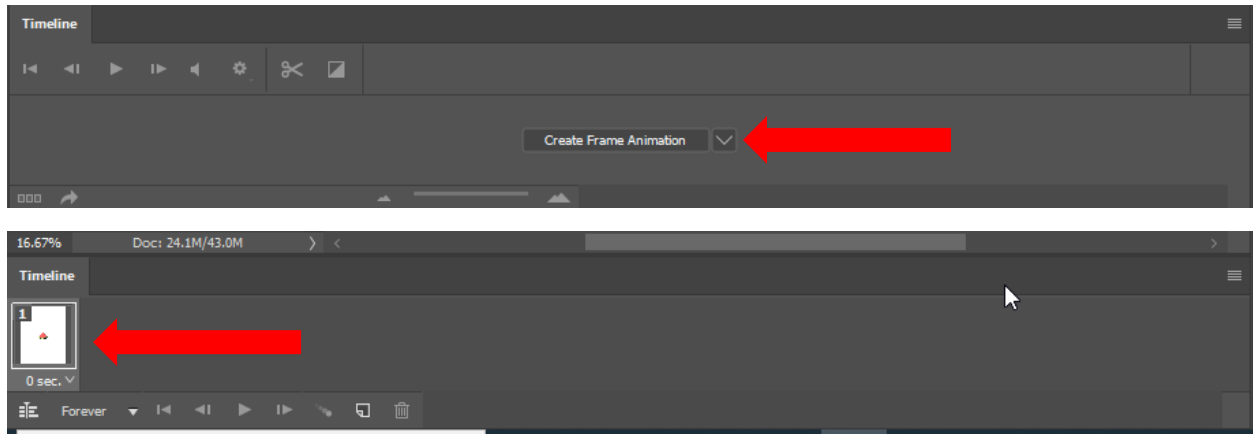 Timeline
Create Frame Animation
16.67% Doc: 24.1M/43.0M
Timeline
1
0 sec.
Forever